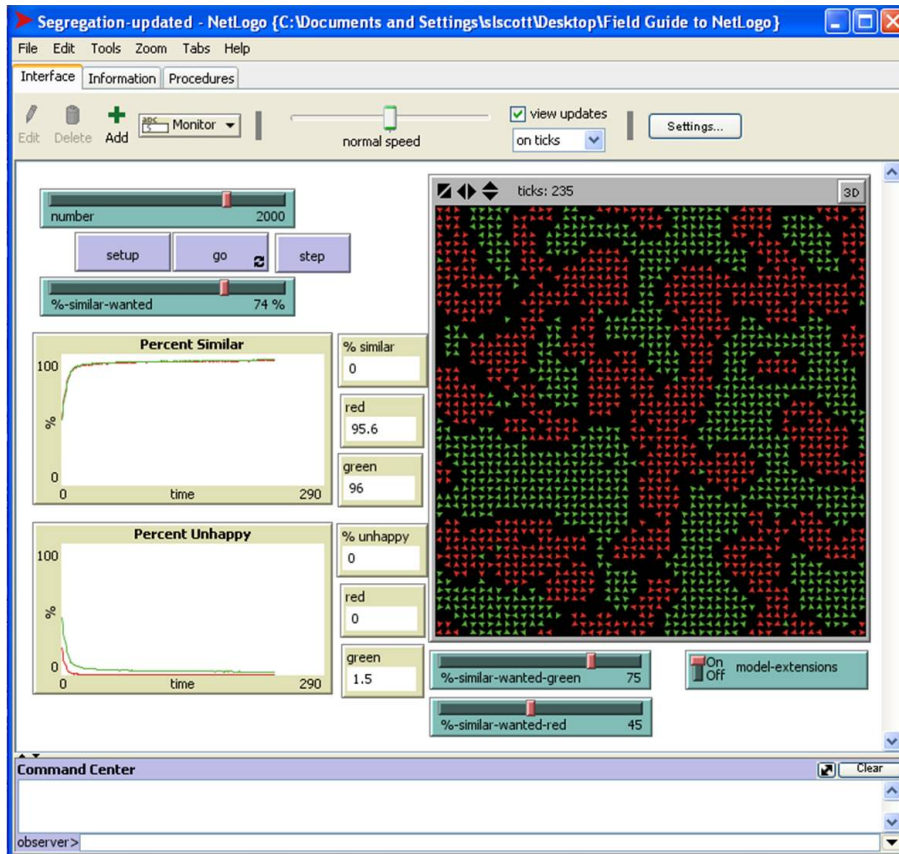 Segregation-updated - NetLogo {C:\Documents and Settings\slscott\Desktop\Field Guide to NetLogo}
File Edit Tools Zoom Tabs Help
Interface Information Procedures
Edit Delete Add
abc
5
Monitor
normal speed
view updates
on ticks
Settings...
number 2000
setup go step
%-similar-wanted 74 %
ticks: 235
3D
Percent Similar
100
%
0
0 time 290
% similar
0
red
95.6
green
96
Percent Unhappy
100
%
0
0 time 290
% unhappy
0
red
0
green
1.5
%-similar-wanted-green 75
%-similar-wanted-red 45
On
Off
model-extensions
Command Center
Clear
observer>